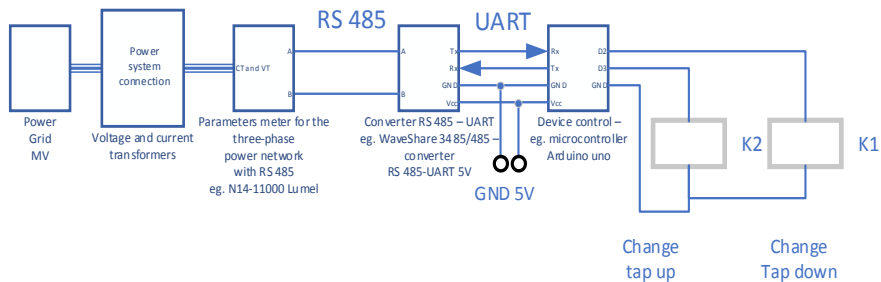 RS 485
UART
Power
system
connection
CT and VT
A
B
A
B
Tx
Rx
GND
Vcc
Rx
Tx
GND
Vcc
D2
D3
GND
Power
Grid
MV
Voltage and current
transformers
Parameters meter for the
three-phase
power network
with RS 485
eg. N14-11000 Lumel
Converter RS 485 – UART
eg. WaveShare 3485/485 –
converter
RS 485-UART 5V
Device control –
eg. microcontroller
Arduino uno
GND 5V
K2
K1
Change
tap up
Change
Tap down